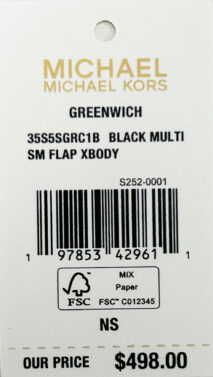 MICHAEL
MICHAEL KORS
GREENWICH
35S5SGRC1B BLACK MULTI
SM FLAP XBODY
S252-0001
1 97853 42961 1
FSC
MIX
Paper
FSC™ C012345
NS
OUR PRICE $498.00